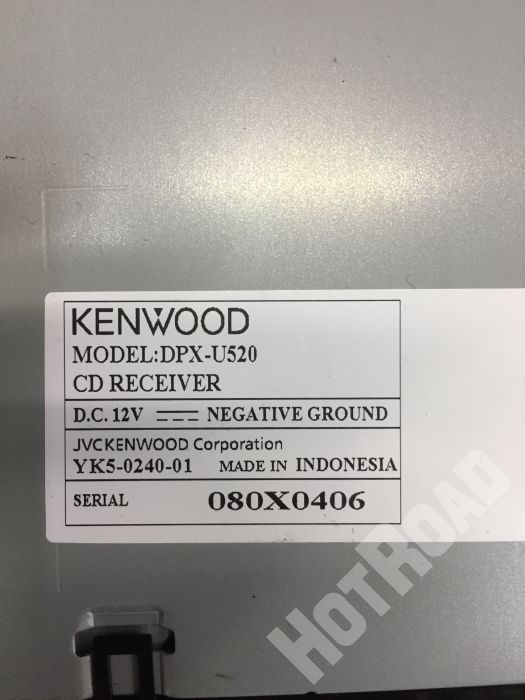 KENWOOD
MODEL:DPX-U520
CD RECEIVER
D.C. 12V NEGATIVE GROUND
JVCKENWOOD Corporation
YK5-0240-01 MADE IN INDONESIA
SERIAL 080X0406
HOTROAD